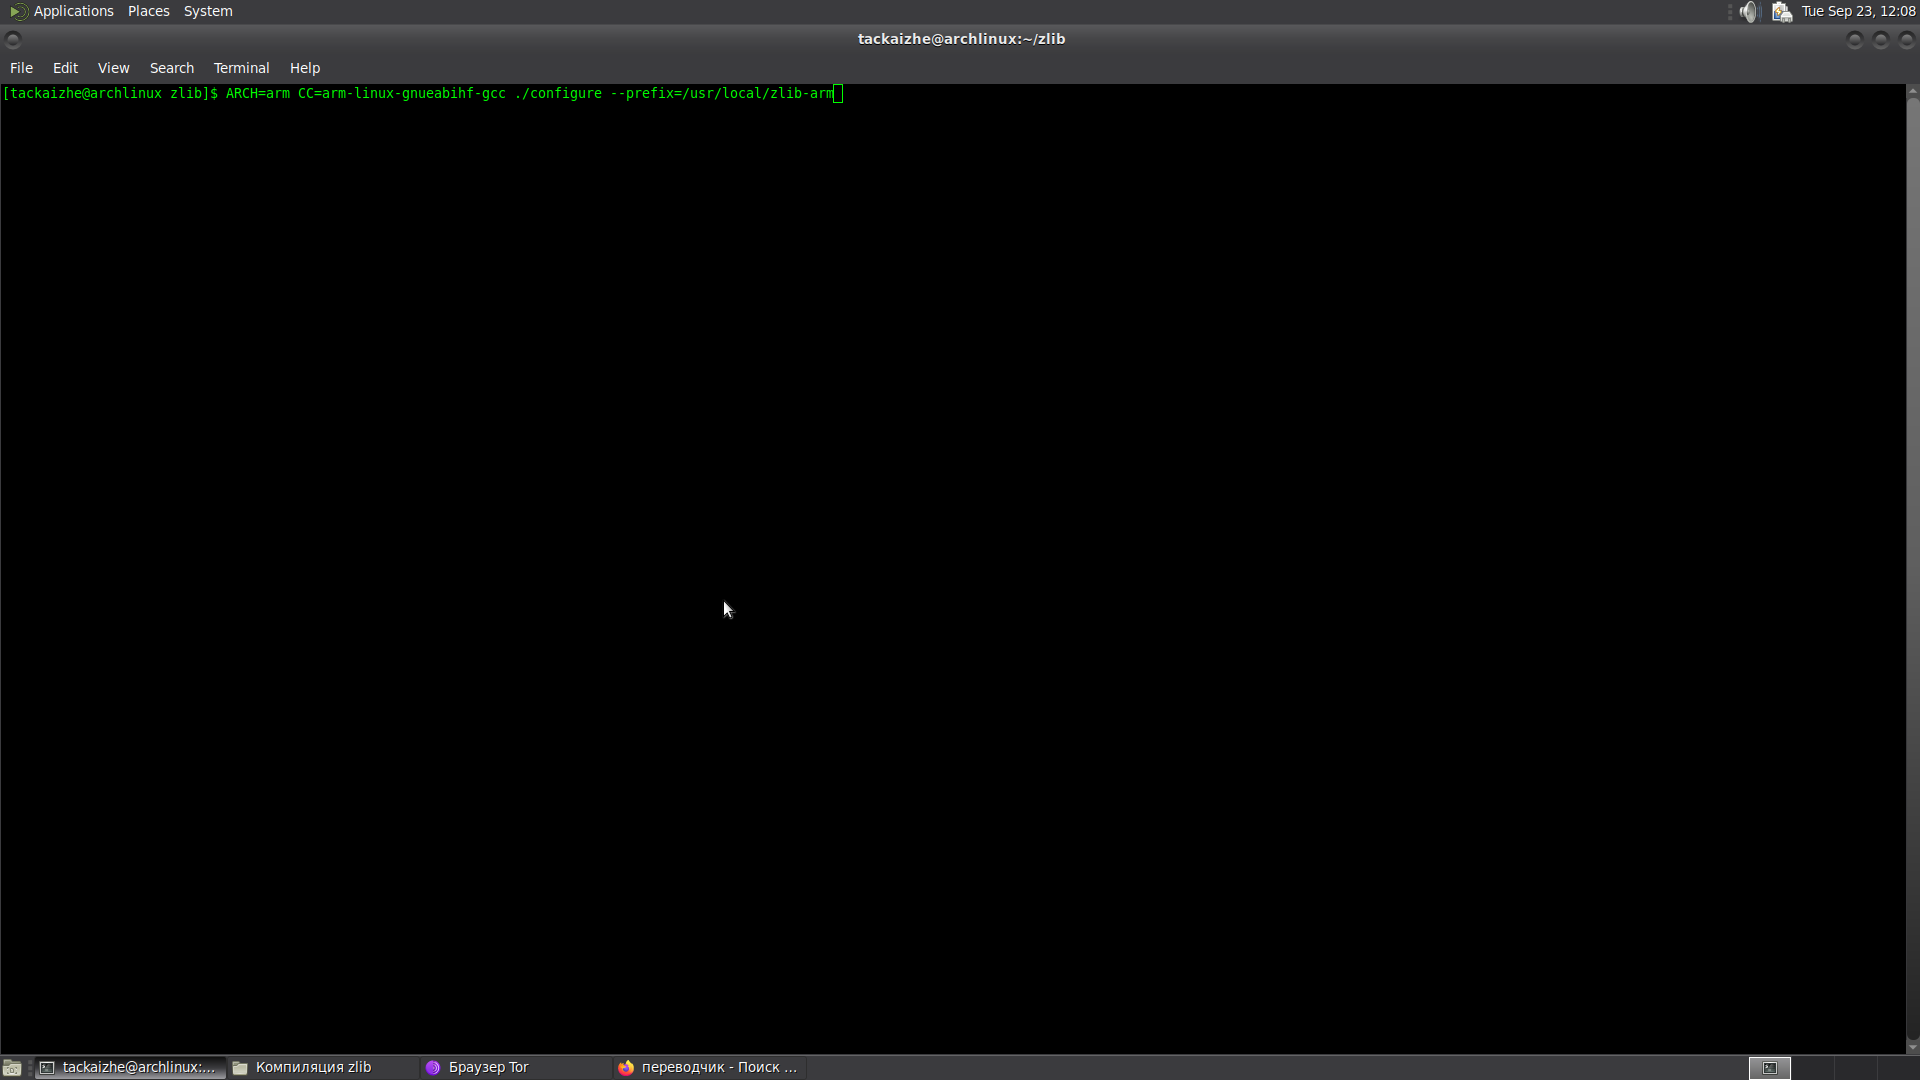 Applications Places System Tue Sep 23, 12:08
tackaizhe@archlinux:~/zlib
File Edit View Search Terminal Help
[tackaizhe@archlinux zlib]$ ARCH=arm CC=arm-linux-gnueabihf-gcc ./configure --prefix=/usr/local/zlib-arm
tackaizhe@archlinux:... Компиляция zlib Браузер Tor переводчик - Поиск ...